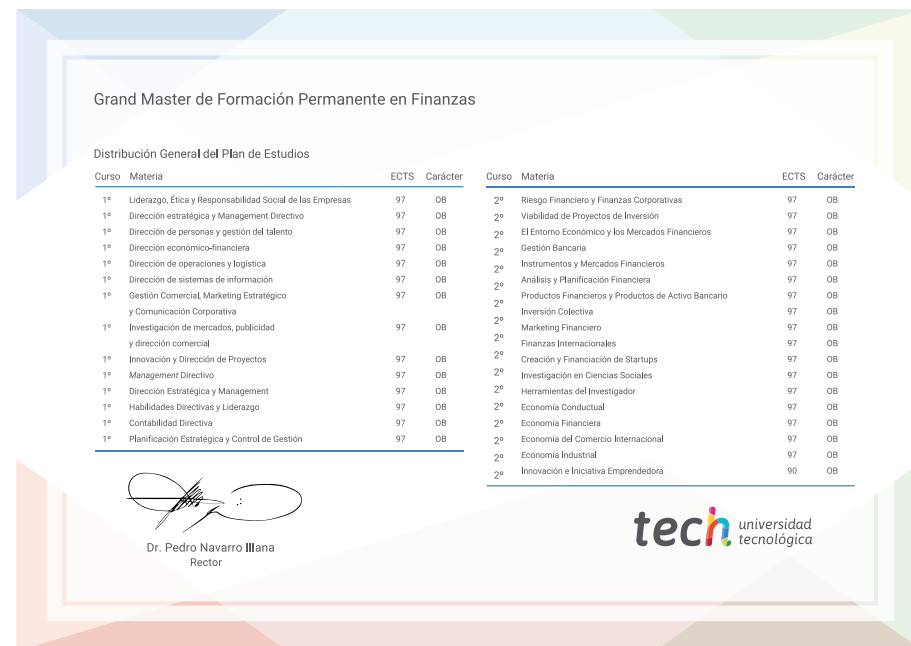 Grand Master de Formación Permanente en Finanzas
Distribución General del Plan de Estudios
Curso Materia ECTS Carácter
1º Liderazgo, Ética y Responsabilidad Social de las Empresas 97 OB
1º Dirección estratégica y Management Directivo 97 OB
1º Dirección de personas y gestión del talento 97 OB
1º Dirección económico-financiera 97 OB
1º Dirección de operaciones y logística 97 OB
1º Dirección de sistemas de información 97 OB
1º Gestión Comercial, Marketing Estratégico 97 OB
y Comunicación Corporativa
1º Investigación de mercados, publicidad 97 OB
y dirección comercial
1º Innovación y Dirección de Proyectos 97 OB
1º Management Directivo 97 OB
1º Dirección Estratégica y Management 97 OB
1º Habilidades Directivas y Liderazgo 97 OB
1º Contabilidad Directiva 97 OB
1º Planificación Estratégica y Control de Gestión 97 OB
Curso Materia ECTS Carácter
2º Riesgo Financiero y Finanzas Corporativas 97 OB
2º Viabilidad de Proyectos de Inversión 97 OB
2º El Entorno Económico y los Mercados Financieros 97 OB
2º Gestión Bancaria 97 OB
2º Instrumentos y Mercados Financieros 97 OB
2º Análisis y Planificación Financiera 97 OB
2º Productos Financieros y Productos de Activo Bancario 97 OB
2º Inversión Colectiva 97 OB
2º Marketing Financiero 97 OB
2º Finanzas Internacionales 97 OB
2º Creación y Financiación de Startups 97 OB
2º Investigación en Ciencias Sociales 97 OB
2º Herramientas del Investigador 97 OB
2º Economía Conductual 97 OB
2º Economía Financiera 97 OB
2º Economía del Comercio Internacional 97 OB
2º Economía Industrial 97 OB
Innovación e Iniciativa Emprendedora 90 OB
Dr. Pedro Navarro Illana
Rector
tech universidad
tecnológica